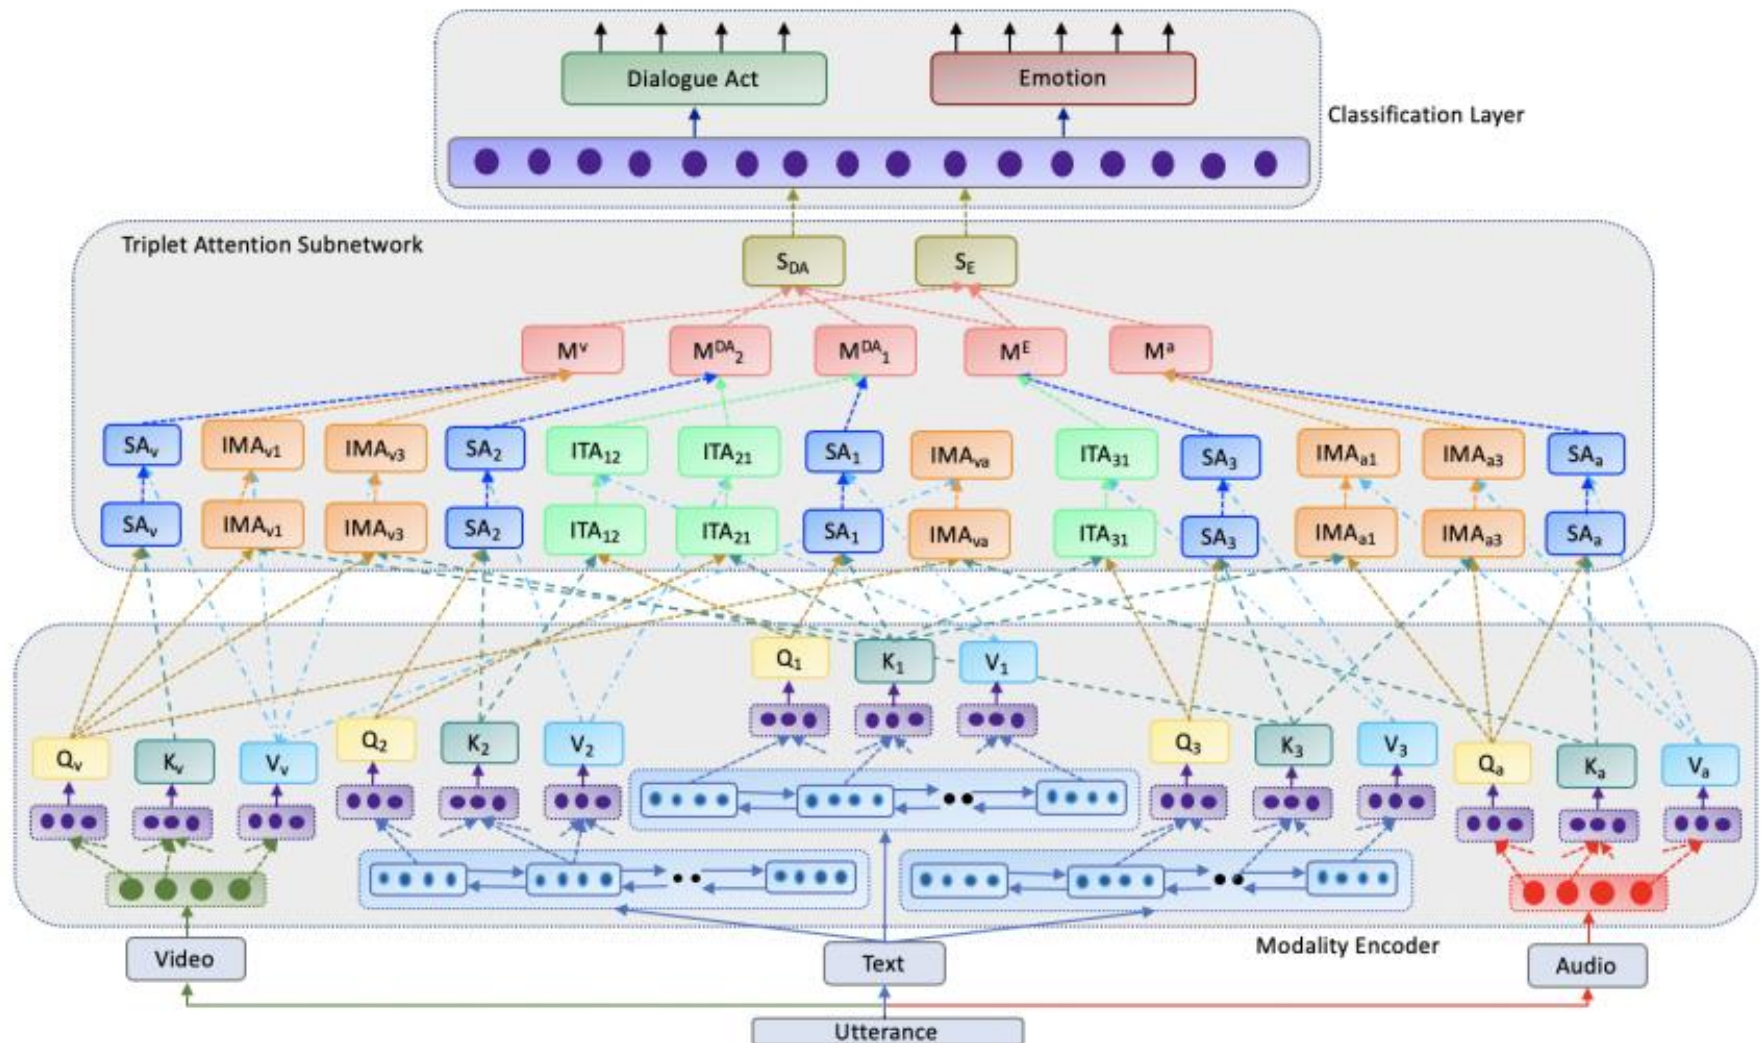 Dialogue Act
Emotion
Classification Layer
Triplet Attention Subnetwork
S_DA
S_E
M^v
M^DA_2
M^DA_1
M^E
M^a
SA_v
IMA_v1
IMA_v3
SA_2
ITA_12
ITA_21
SA_1
IMA_va
ITA_31
SA_3
IMA_a1
IMA_a3
SA_a
SA_v
IMA_v1
IMA_v3
SA_2
ITA_12
ITA_21
SA_1
IMA_va
ITA_31
SA_3
IMA_a1
IMA_a3
SA_a
Q_1
K_1
V_1
Q_v
K_v
V_v
Q_2
K_2
V_2
Q_3
K_3
V_3
Q_a
K_a
V_a
Modality Encoder
Video
Text
Audio
Utterance